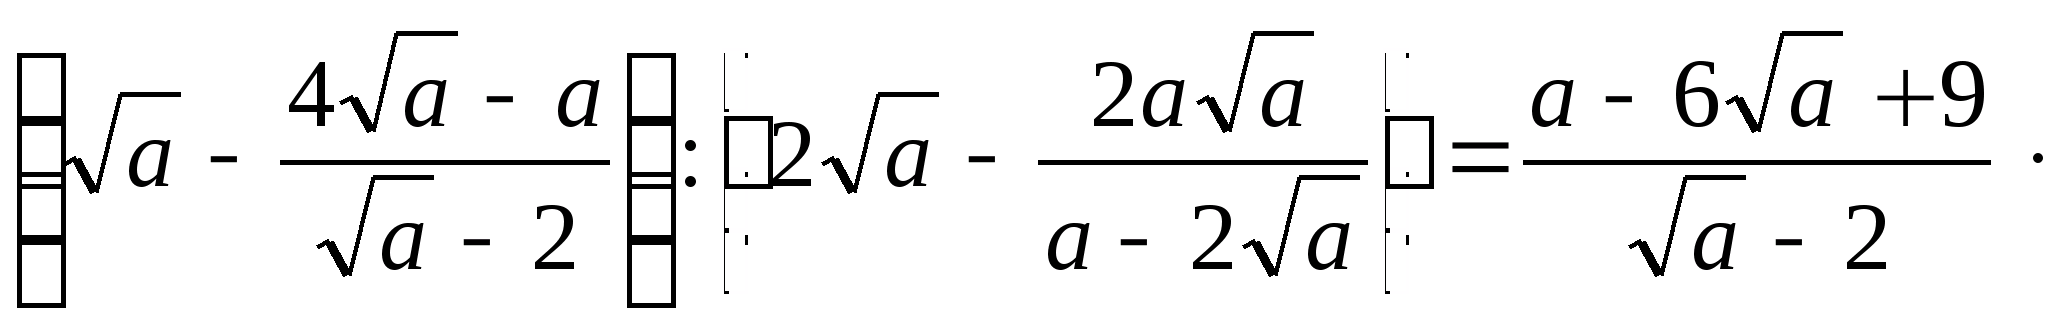 (√a - (4√a - a)/(√a - 2)) : (2√a - (2a√a)/(a - 2√a)) = (a - 6√a + 9)/(√a - 2) ·